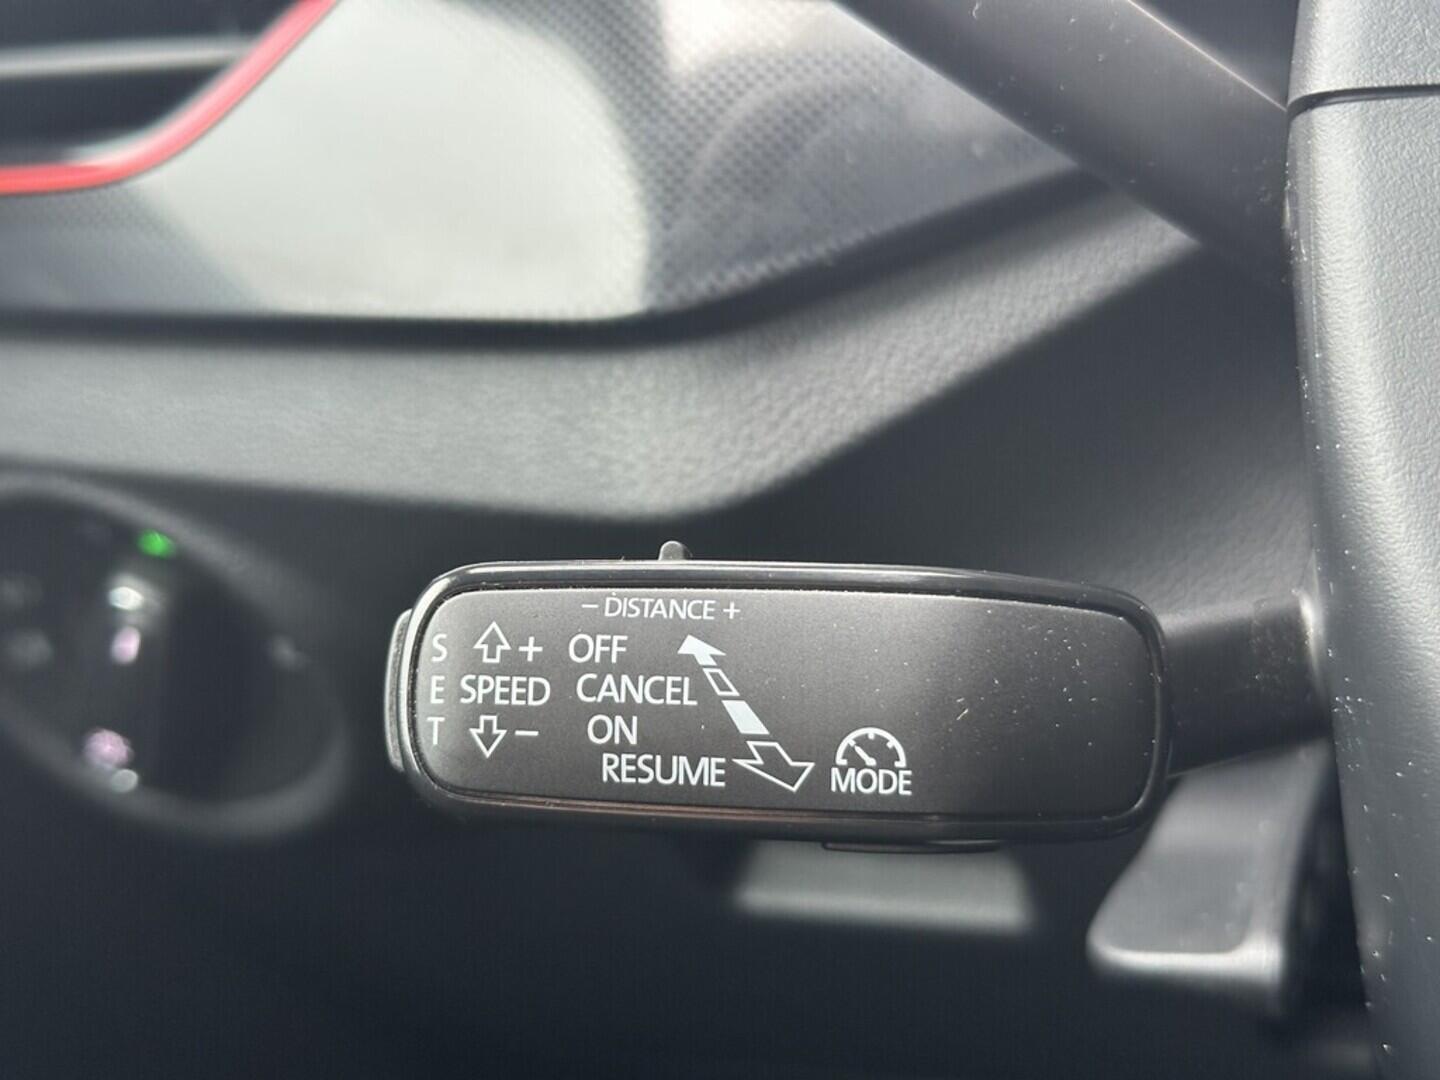 - DISTANCE +
S + OFF
E SPEED CANCEL
T - ON
RESUME
MODE